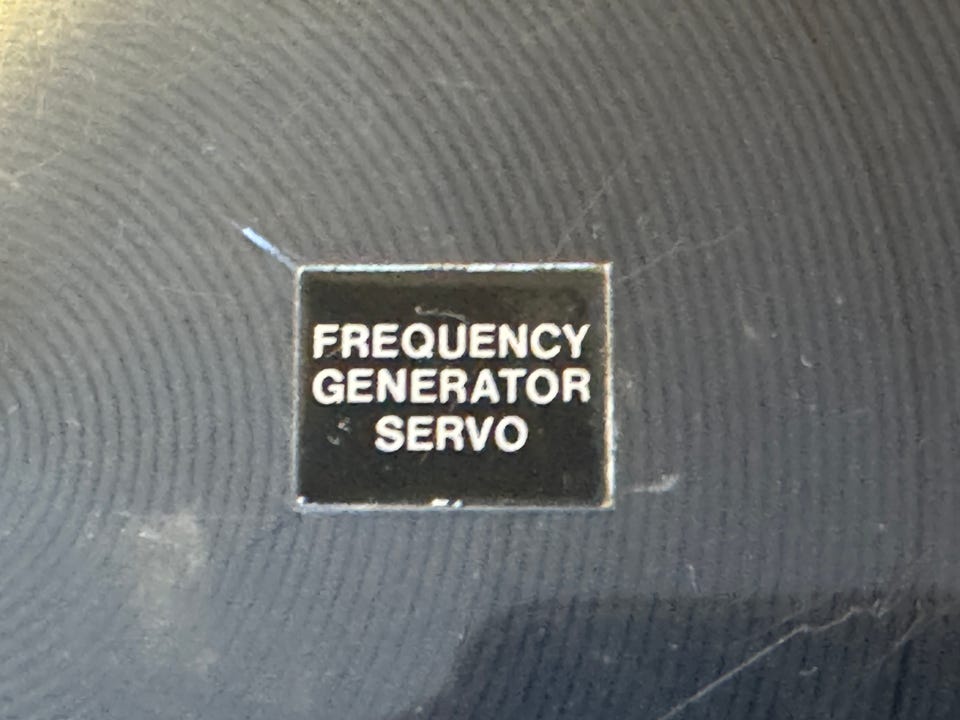 FREQUENCY
GENERATOR
SERVO